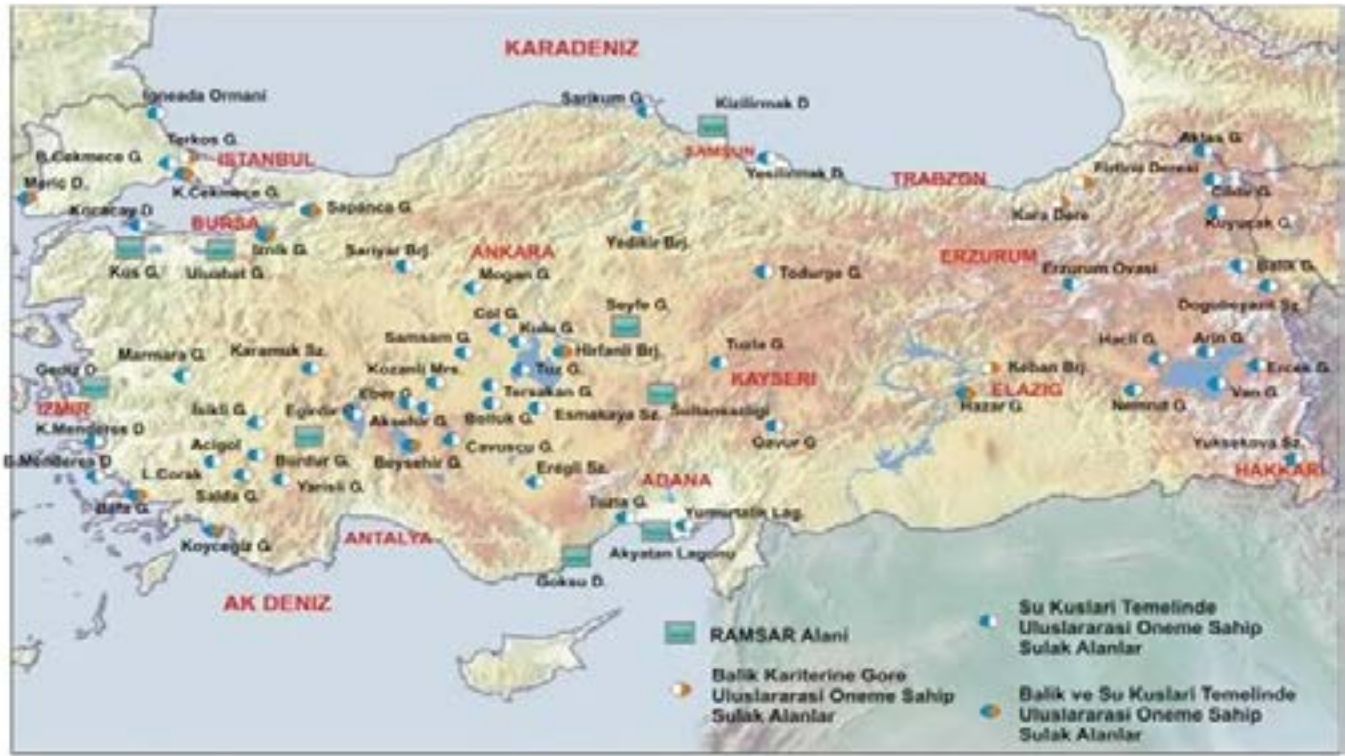 KARADENIZ
Igneada Ormani
Sarikum G.
Kizilirmak D
Terkos G.
B.Cekmece G.
ISTANBUL
SAMSUN
Aktas G.
Meric D.
K.Cekmece G.
Yesilirmak D.
TRABZON
Firtina Deresi
Cildir G.
Kocacay D
Sapanca G.
Kara Dere
Kuyucak G.
BURSA
Iznik G.
Sariyar Brj.
ANKARA
Yedikir Brj.
ERZURUM
Kus G.
Uluabat G.
Mogan G.
Todurge G.
Erzurum Ovasi
Balik G.
Seyfe G.
Dogubeyazit Sz.
Col G.
Kulu G.
Samsam G.
Hirfanli Brj.
Hacli G.
Arin G.
Marmara G.
Karamuk Sz.
Tuzla G.
Gediz D
Kozanli Mrs.
Tuz G.
KAYSERI
Keban Brj.
Ercek G.
IZMIR
Eber G.
Tersakan G.
ELAZIG
Isikli G.
Egirdir
Bolluk G.
Esmakaya Sz.
Sultansazligi
Hazar G.
Nemrut G.
Van G.
K.Menderes D
Aksehir G.
Acigol
Burdur G.
Cavuscu G.
Gavur G
Yuksekova Sz.
B.Menderes D
L.Corak
Beysehir G.
Eregli Sz.
HAKKARI
Salda G.
Yarisli G.
ADANA
Bafa G.
Tuzla G.
Yumurtalik Lag.
Koycegiz G.
ANTALYA
Akyatan Lagonu
Goksu D.
AK DENIZ
RAMSAR Alani
Balik Kariterine Gore
Uluslararasi Oneme Sahip
Sulak Alanlar
Su Kuslari Temelinde
Uluslararasi Oneme Sahip
Sulak Alanlar
Balik ve Su Kuslari Temelinde
Uluslararasi Oneme Sahip
Sulak Alanlar